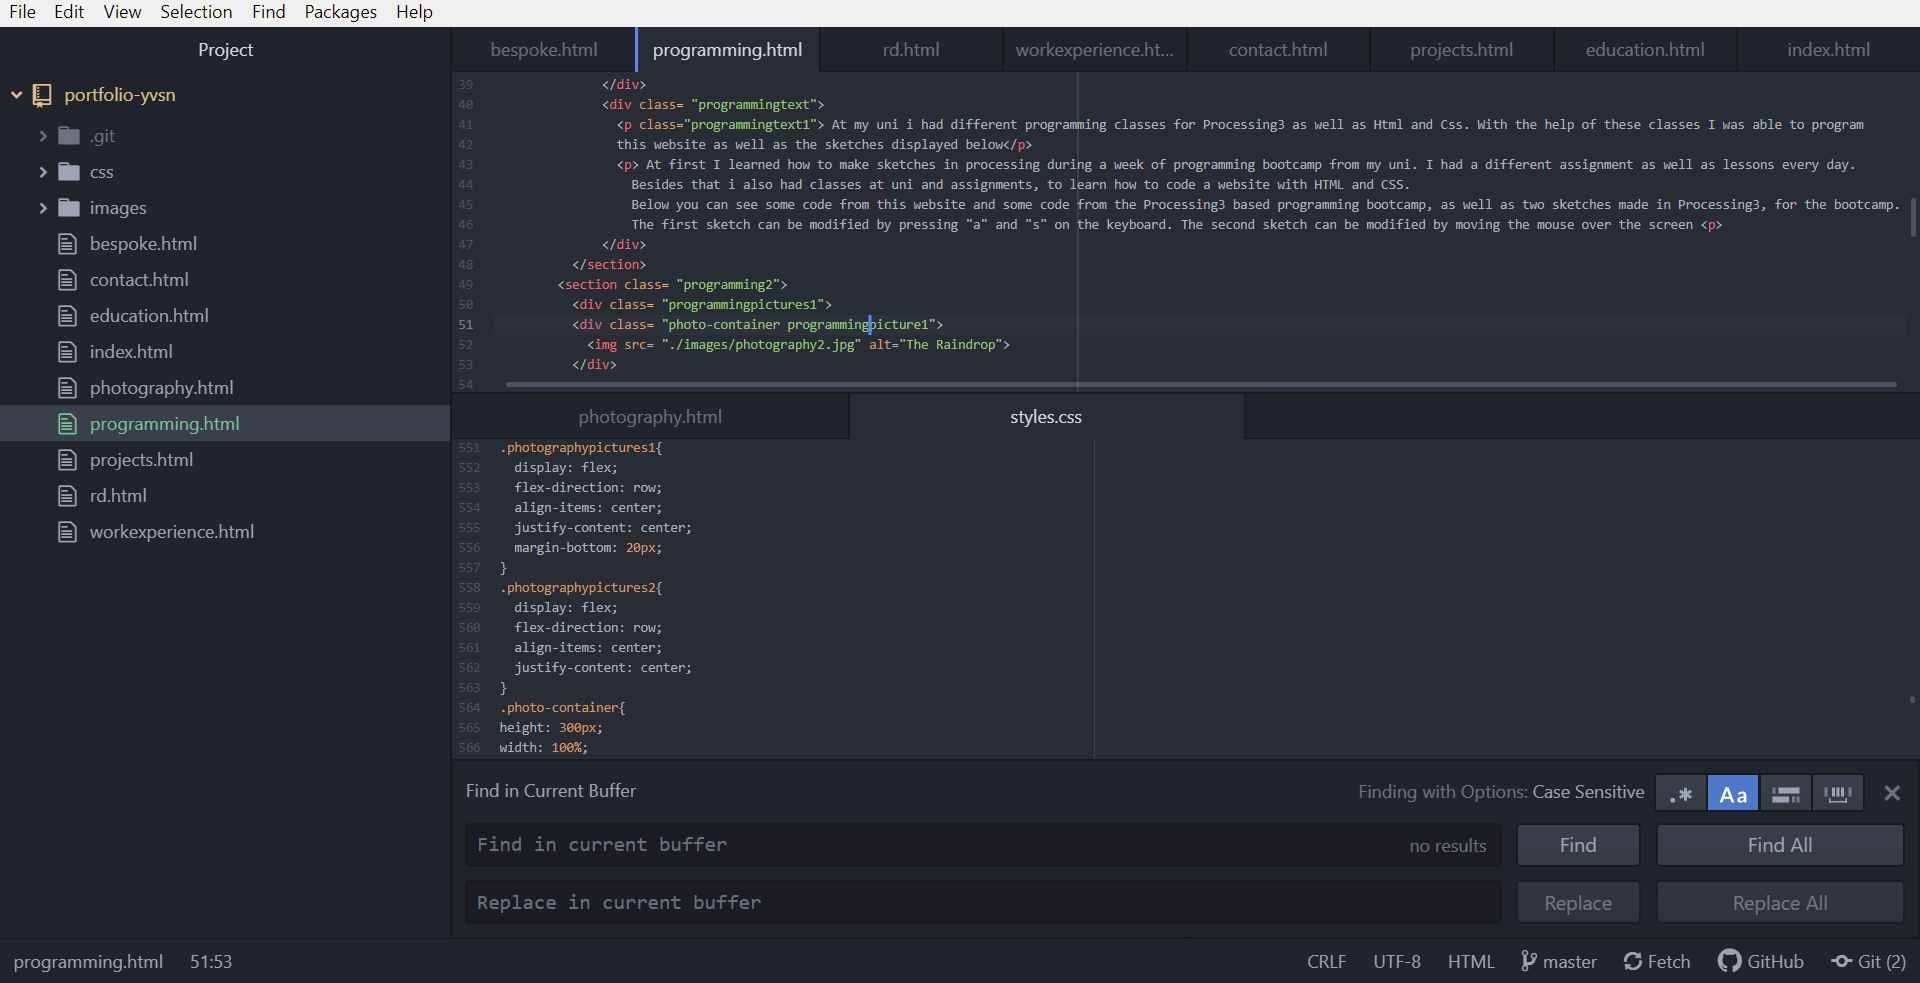 File Edit View Selection Find Packages Help
Project
portfolio-yvsn
.git
css
images
bespoke.html
contact.html
education.html
index.html
photography.html
programming.html
projects.html
rd.html
workexperience.html
bespoke.html programming.html rd.html workexperience.ht... contact.html projects.html education.html index.html
39 </div>
40 <div class= "programmingtext">
41 <p class="programmingtext1"> At my uni i had different programming classes for Processing3 as well as Html and Css. With the help of these classes I was able to program
42 this website as well as the sketches displayed below</p>
43 <p> At first I learned how to make sketches in processing during a week of programming bootcamp from my uni. I had a different assignment as well as lessons every day.
44 Besides that i also had classes at uni and assignments, to learn how to code a website with HTML and CSS.
45 Below you can see some code from this website and some code from the Processing3 based programming bootcamp, as well as two sketches made in Processing3, for the bootcamp.
46 The first sketch can be modified by pressing "a" and "s" on the keyboard. The second sketch can be modified by moving the mouse over the screen <p>
47 </div>
48 </section>
49 <section class= "programming2">
50 <div class= "programmingpictures1">
51 <div class= "photo-container programmingpicture1">
52 <img src= "./images/photography2.jpg" alt="The Raindrop">
53 </div>
54
photography.html styles.css
551 .photographypictures1{
552 display: flex;
553 flex-direction: row;
554 align-items: center;
555 justify-content: center;
556 margin-bottom: 20px;
557 }
558 .photographypictures2{
559 display: flex;
560 flex-direction: row;
561 align-items: center;
562 justify-content: center;
563 }
564 .photo-container{
565 height: 300px;
566 width: 100%;
Find in Current Buffer Finding with Options: Case Sensitive .* Aa
Find in current buffer no results Find Find All
Replace in current buffer Replace Replace All
programming.html 51:53 CRLF UTF-8 HTML master Fetch GitHub Git (2)